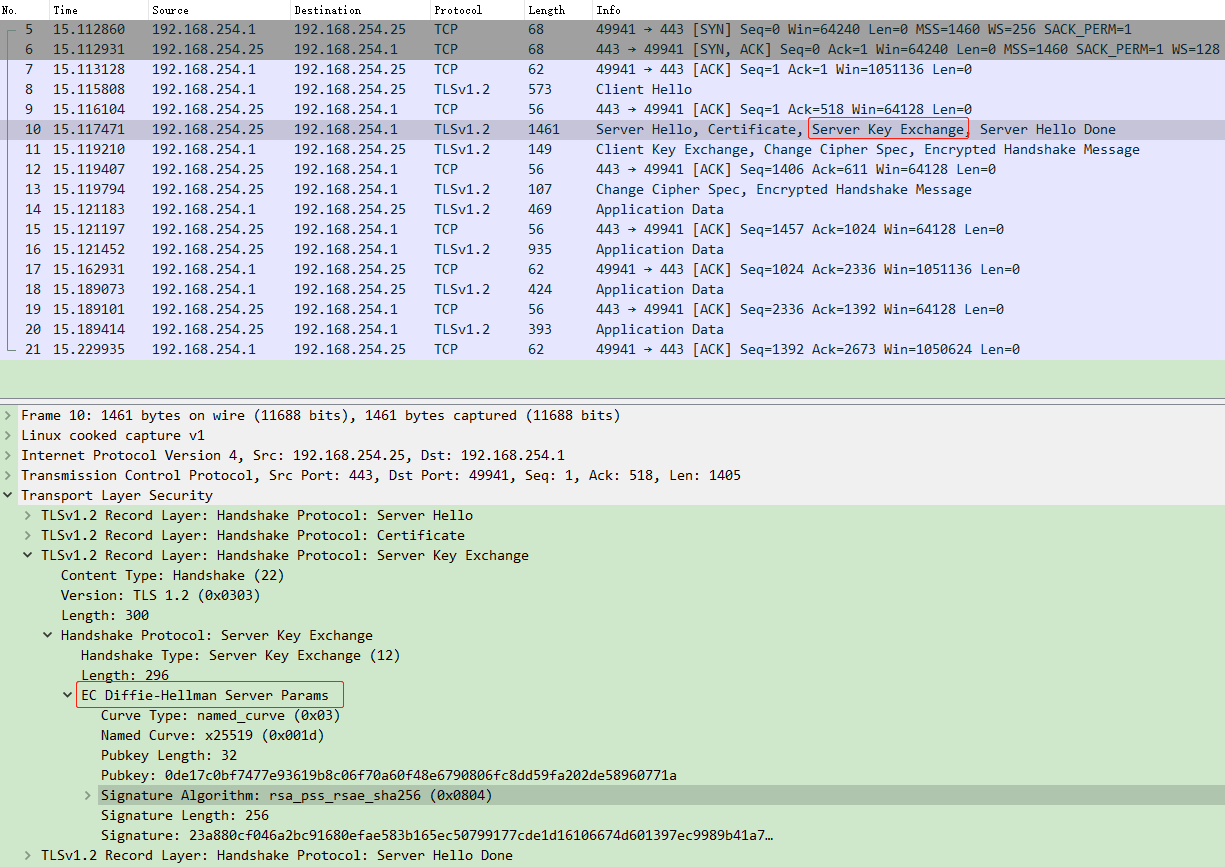 No. Time Source Destination Protocol Length Info
5 15.112860 192.168.254.1 192.168.254.25 TCP 68 49941 → 443 [SYN] Seq=0 Win=64240 Len=0 MSS=1460 WS=256 SACK_PERM=1
6 15.112931 192.168.254.25 192.168.254.1 TCP 68 443 → 49941 [SYN, ACK] Seq=0 Ack=1 Win=64240 Len=0 MSS=1460 SACK_PERM=1 WS=128
7 15.113128 192.168.254.1 192.168.254.25 TCP 62 49941 → 443 [ACK] Seq=1 Ack=1 Win=1051136 Len=0
8 15.115808 192.168.254.1 192.168.254.25 TLSv1.2 573 Client Hello
9 15.116104 192.168.254.25 192.168.254.1 TCP 56 443 → 49941 [ACK] Seq=1 Ack=518 Win=64128 Len=0
10 15.117471 192.168.254.25 192.168.254.1 TLSv1.2 1461 Server Hello, Certificate, Server Key Exchange, Server Hello Done
11 15.119210 192.168.254.1 192.168.254.25 TLSv1.2 149 Client Key Exchange, Change Cipher Spec, Encrypted Handshake Message
12 15.119407 192.168.254.25 192.168.254.1 TCP 56 443 → 49941 [ACK] Seq=1406 Ack=611 Win=64128 Len=0
13 15.119794 192.168.254.25 192.168.254.1 TLSv1.2 107 Change Cipher Spec, Encrypted Handshake Message
14 15.121183 192.168.254.1 192.168.254.25 TLSv1.2 469 Application Data
15 15.121197 192.168.254.25 192.168.254.1 TCP 56 443 → 49941 [ACK] Seq=1457 Ack=1024 Win=64128 Len=0
16 15.121452 192.168.254.25 192.168.254.1 TLSv1.2 935 Application Data
17 15.162931 192.168.254.1 192.168.254.25 TCP 62 49941 → 443 [ACK] Seq=1024 Ack=2336 Win=1051136 Len=0
18 15.189073 192.168.254.1 192.168.254.25 TLSv1.2 424 Application Data
19 15.189101 192.168.254.25 192.168.254.1 TCP 56 443 → 49941 [ACK] Seq=2336 Ack=1392 Win=64128 Len=0
20 15.189414 192.168.254.25 192.168.254.1 TLSv1.2 393 Application Data
21 15.229935 192.168.254.1 192.168.254.25 TCP 62 49941 → 443 [ACK] Seq=1392 Ack=2673 Win=1050624 Len=0
Frame 10: 1461 bytes on wire (11688 bits), 1461 bytes captured (11688 bits)
Linux cooked capture v1
Internet Protocol Version 4, Src: 192.168.254.25, Dst: 192.168.254.1
Transmission Control Protocol, Src Port: 443, Dst Port: 49941, Seq: 1, Ack: 518, Len: 1405
Transport Layer Security
TLSv1.2 Record Layer: Handshake Protocol: Server Hello
TLSv1.2 Record Layer: Handshake Protocol: Certificate
TLSv1.2 Record Layer: Handshake Protocol: Server Key Exchange
Content Type: Handshake (22)
Version: TLS 1.2 (0x0303)
Length: 300
Handshake Protocol: Server Key Exchange
Handshake Type: Server Key Exchange (12)
Length: 296
EC Diffie-Hellman Server Params
Curve Type: named_curve (0x03)
Named Curve: x25519 (0x001d)
Pubkey Length: 32
Pubkey: 0de17c0bf7477e93619b8c06f70a60f48e6790806fc8dd59fa202de58960771a
Signature Algorithm: rsa_pss_rsae_sha256 (0x0804)
Signature Length: 256
Signature: 23a880cf046a2bc91680efae583b165ec50799177cde1d16106674d601397ec9989b41a7…
TLSv1.2 Record Layer: Handshake Protocol: Server Hello Done